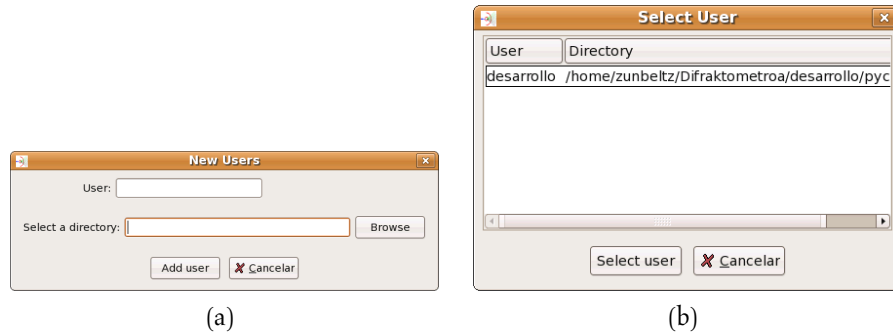 New Users
User:
Select a directory:
Browse
Add user
Cancelar
(a)
Select User
User Directory
desarrollo /home/zunbeltz/Difraktometroa/desarrollo/pyc
Select user
Cancelar
(b)